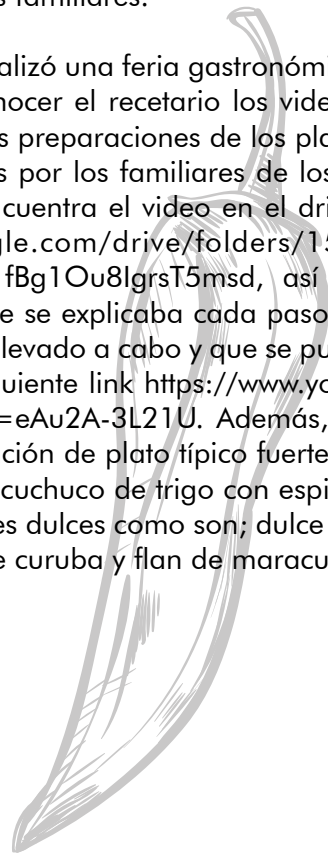 s familiares.
alizó una feria gastronómi
nocer el recetario los vide
s preparaciones de los pla
s por los familiares de los
cuentra el video en el dri
gle.com/drive/folders/15
fBg1Ou8IgrsT5msd, así
e se explicaba cada paso
llevado a cabo y que se pu
uiente link https://www.yo
=eAu2A-3L21U. Además,
ción de plato típico fuerte
cuchuco de trigo con espi
es dulces como son; dulce
e curuba y flan de maracu